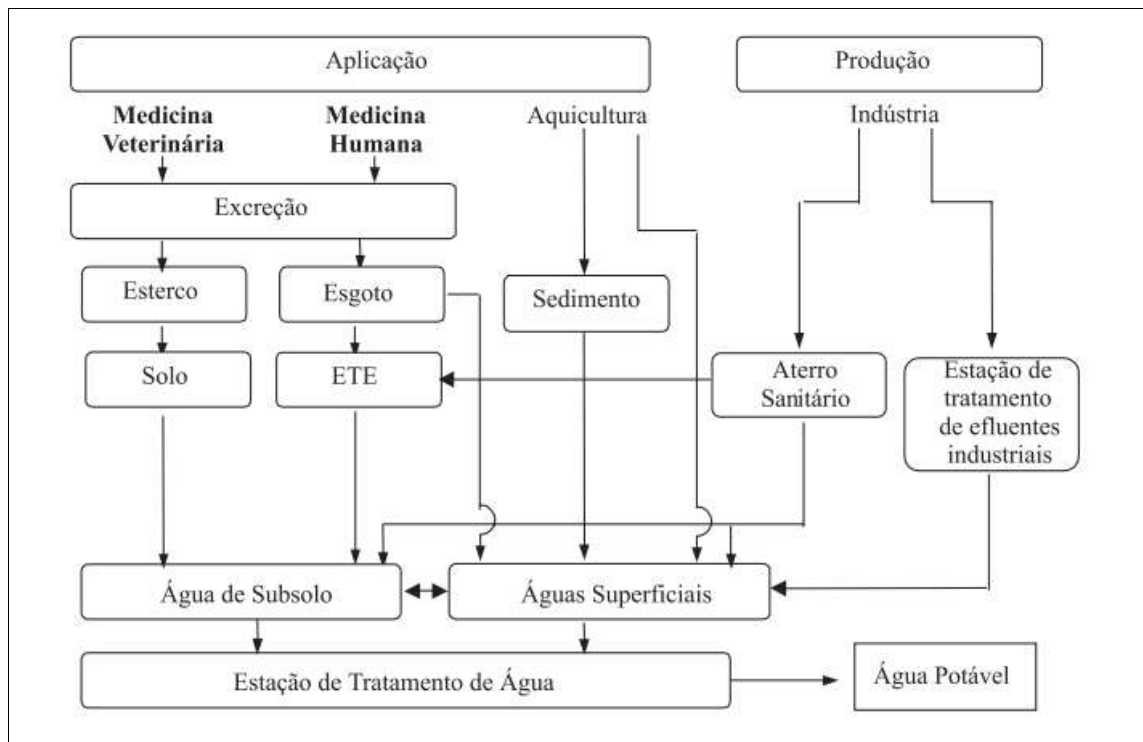 Aplicação
Produção
Medicina
Veterinária
Medicina
Humana
Aquicultura
Indústria
Excreção
Esterco
Esgoto
Sedimento
Solo
ETE
Aterro
Sanitário
Estação de
tratamento
de efluentes
industriais
Água de Subsolo
Águas Superficiais
Estação de Tratamento de Água
Água Potável